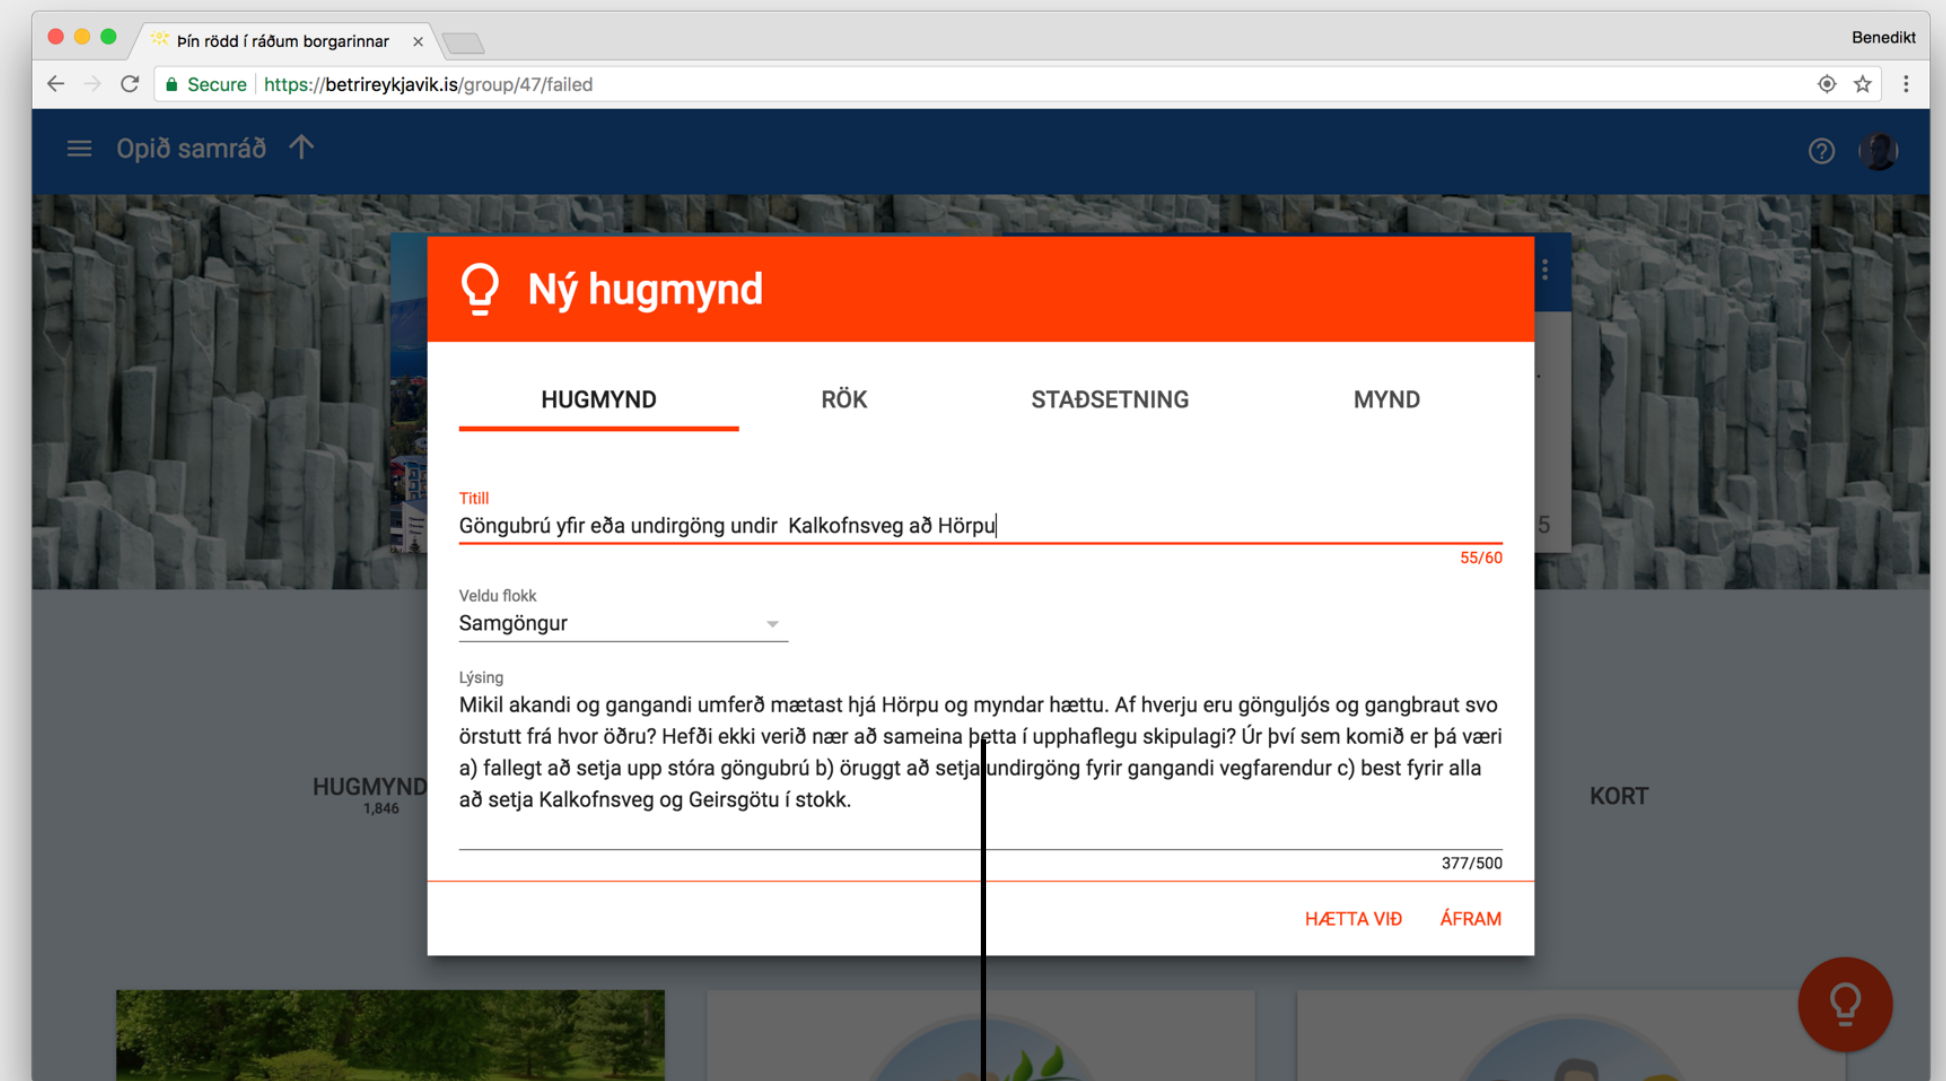 Þín rödd í ráðum borgarinnar
Benedikt
Secure https://betrireykjavik.is/group/47/failed
Opið samráð
Ný hugmynd
HUGMYND RÖK STAÐSETNING MYND
Titill
Göngubrú yfir eða undirgöng undir  Kalkofnsveg að Hörpu
55/60
5
Veldu flokk
Samgöngur
Lýsing
Mikil akandi og gangandi umferð mætast hjá Hörpu og myndar hættu. Af hverju eru gönguljós og gangbraut svo
örstutt frá hvor öðru? Hefði ekki verið nær að sameina þetta í upphaflegu skipulagi? Úr því sem komið er þá væri
a) fallegt að setja upp stóra göngubrú b) öruggt að setja undirgöng fyrir gangandi vegfarendur c) best fyrir alla
að setja Kalkofnsveg og Geirsgötu í stokk.
377/500
HUGMYND
1,846
KORT
HÆTTA VIÐ ÁFRAM